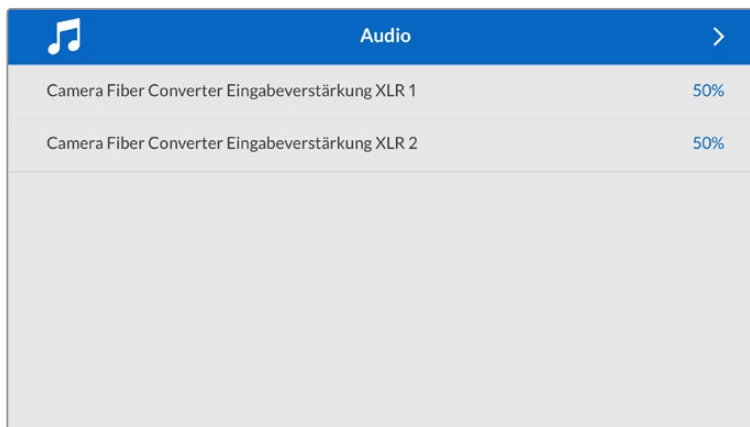 Audio
Camera Fiber Converter Eingabeverstärkung XLR 1 50%
Camera Fiber Converter Eingabeverstärkung XLR 2 50%